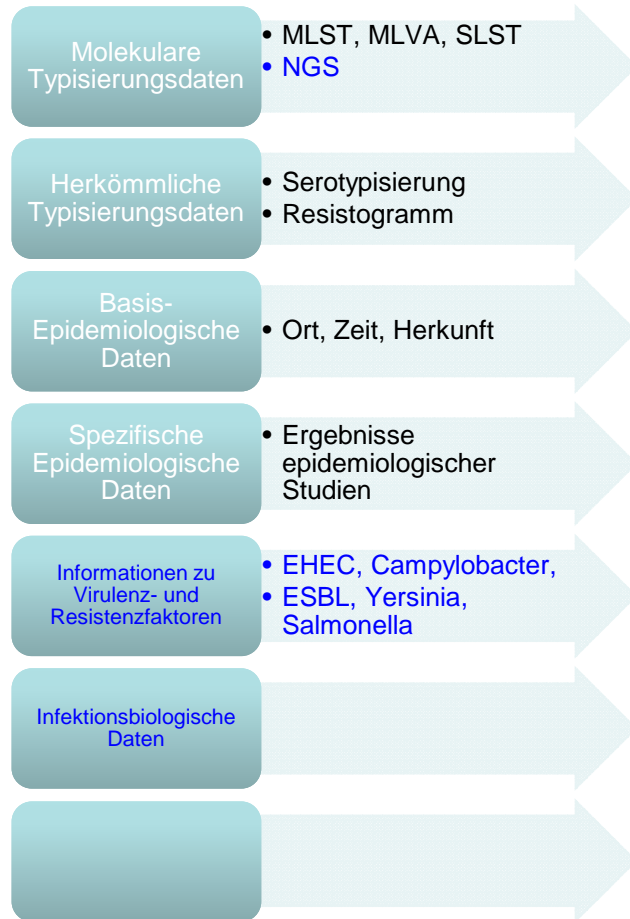 Molekulare
Typisierungsdaten
• MLST, MLVA, SLST
• NGS
Herkömmliche
Typisierungsdaten
• Serotypisierung
• Resistogramm
Basis-
Epidemiologische
Daten
• Ort, Zeit, Herkunft
Spezifische
Epidemiologische
Daten
• Ergebnisse
epidemiologischer
Studien
Informationen zu
Virulenz- und
Resistenzfaktoren
• EHEC, Campylobacter,
• ESBL, Yersinia,
Salmonella
Infektionsbiologische
Daten